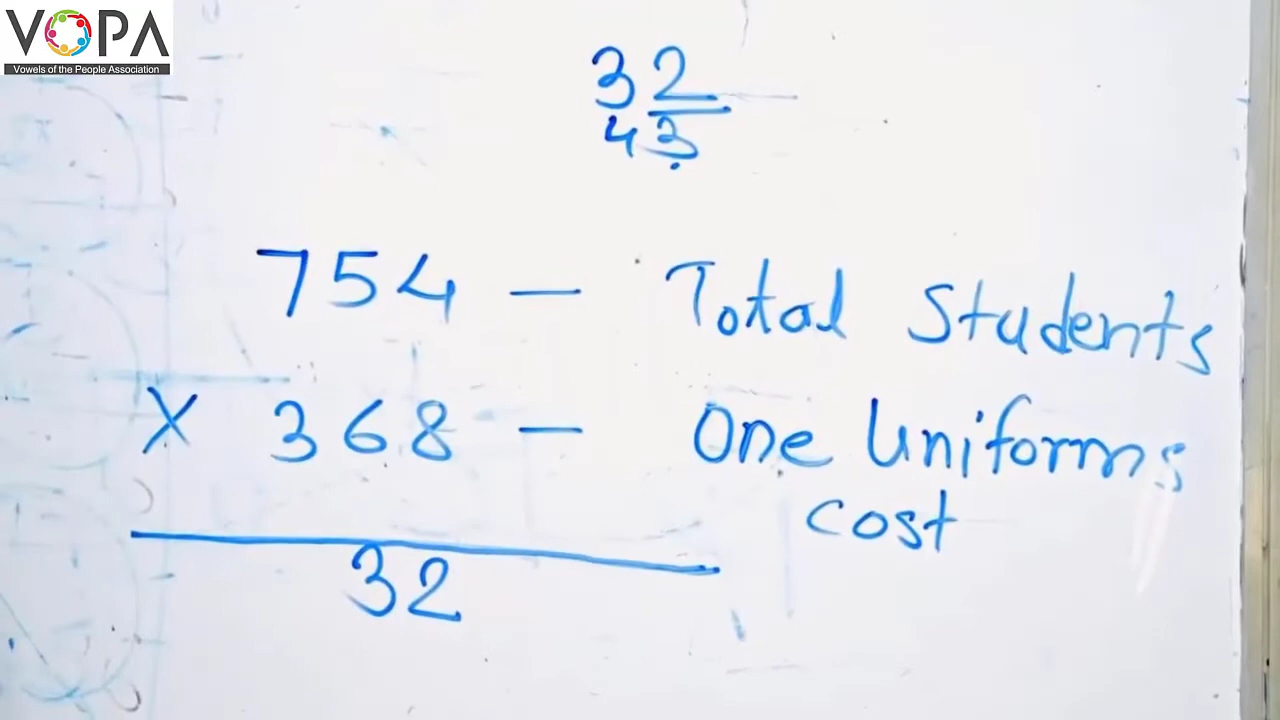 VOPA
Vowels of the People Association
32
43
754 - Total Students
X 368 - One Uniforms
cost
32